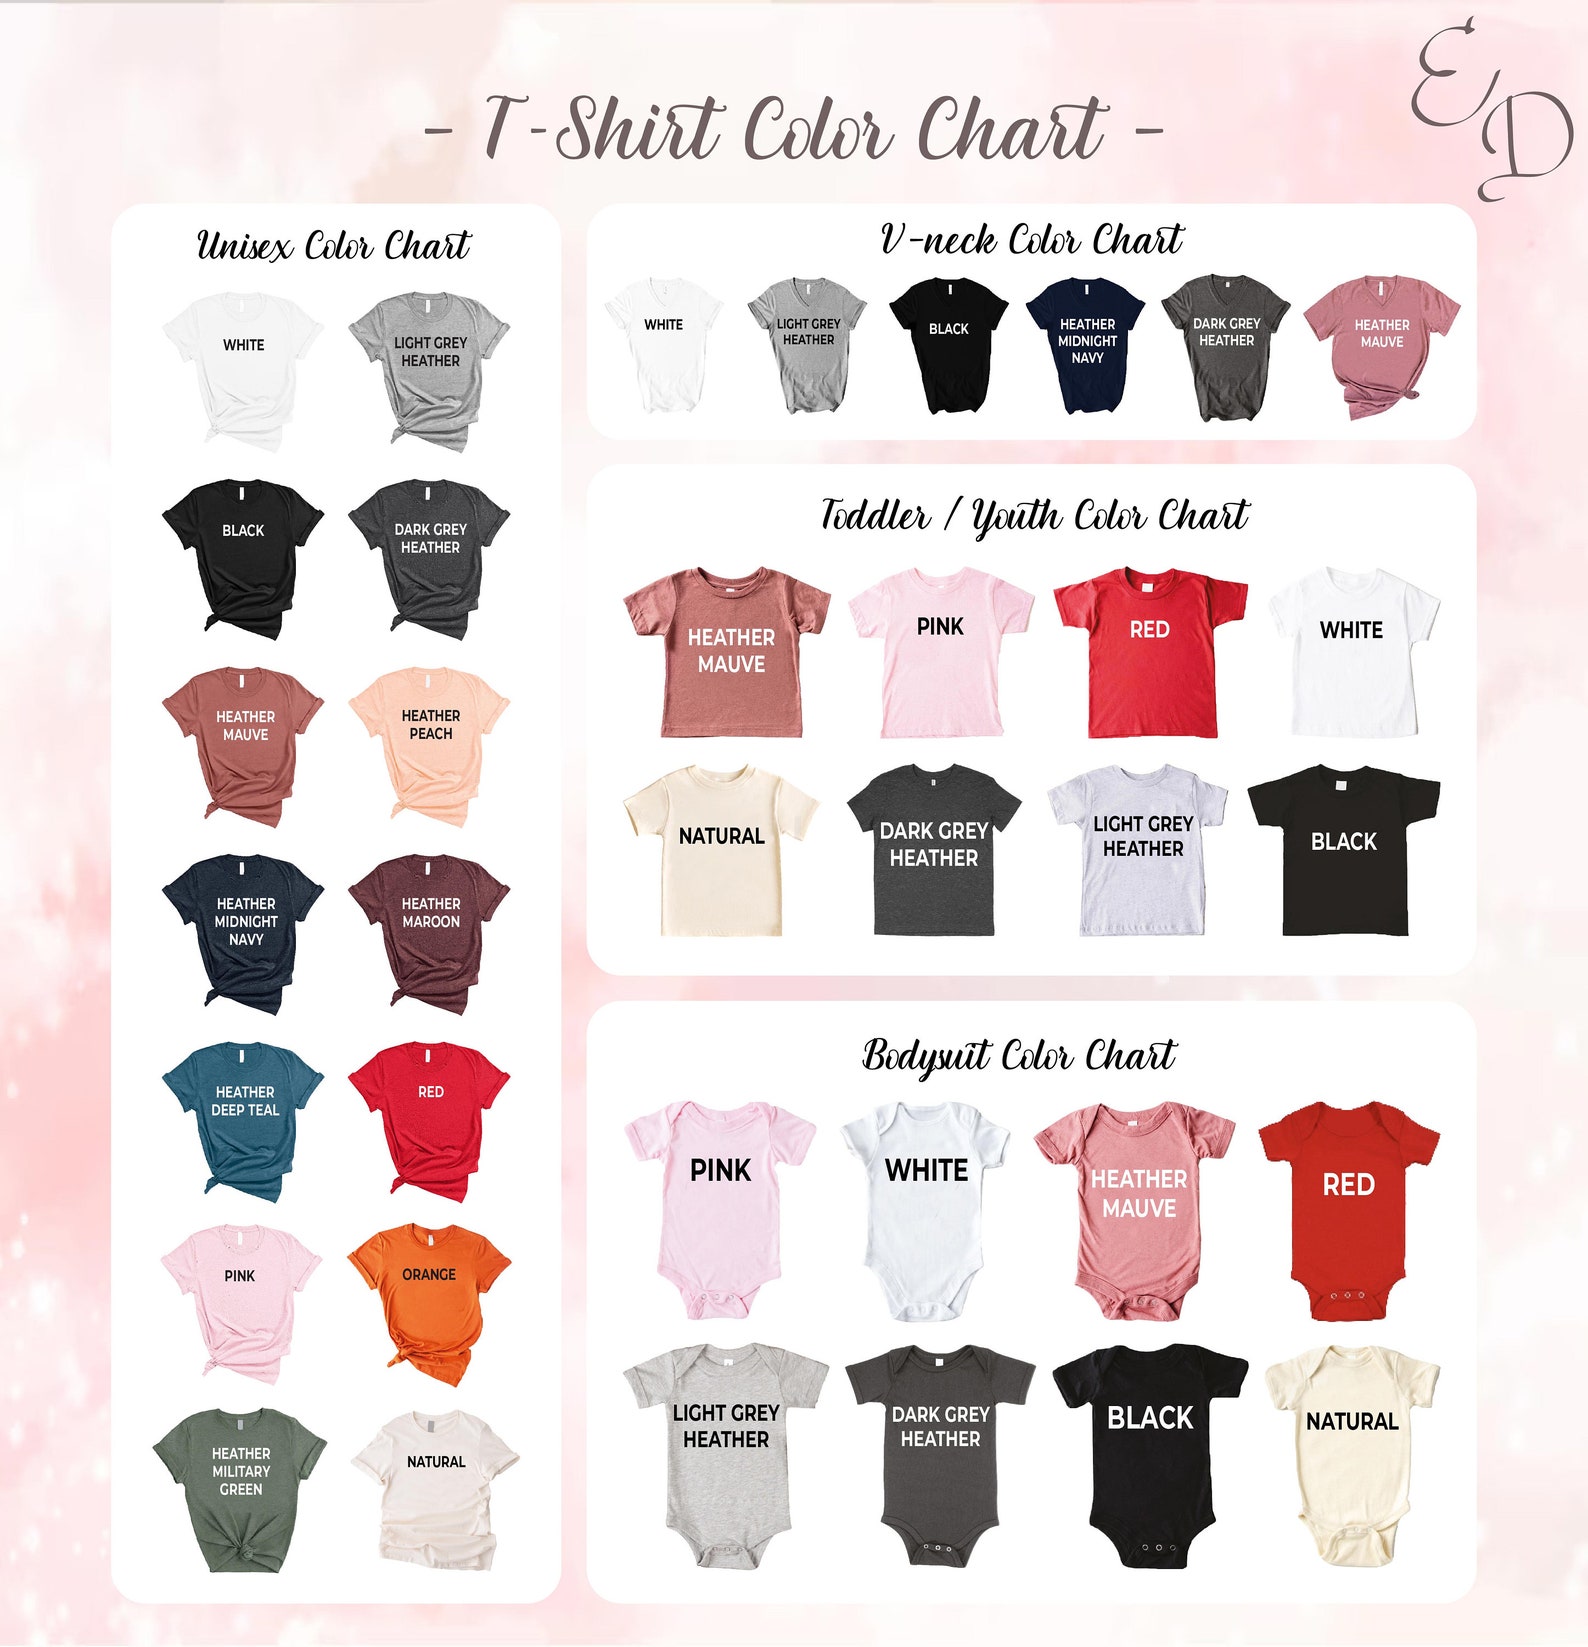 E
D
- T-Shirt Color Chart -
Unisex Color Chart
WHITE
LIGHT GREY
HEATHER
BLACK
DARK GREY
HEATHER
HEATHER
MAUVE
HEATHER
PEACH
HEATHER
MIDNIGHT
NAVY
HEATHER
MAROON
HEATHER
DEEP TEAL
RED
PINK
ORANGE
HEATHER
MILITARY
GREEN
NATURAL
V-neck Color Chart
WHITE
LIGHT GREY
HEATHER
BLACK
HEATHER
MIDNIGHT
NAVY
DARK GREY
HEATHER
HEATHER
MAUVE
Toddler / Youth Color Chart
HEATHER
MAUVE
PINK
RED
WHITE
NATURAL
DARK GREY
HEATHER
LIGHT GREY
HEATHER
BLACK
Bodysuit Color Chart
PINK
WHITE
HEATHER
MAUVE
RED
LIGHT GREY
HEATHER
DARK GREY
HEATHER
BLACK
NATURAL